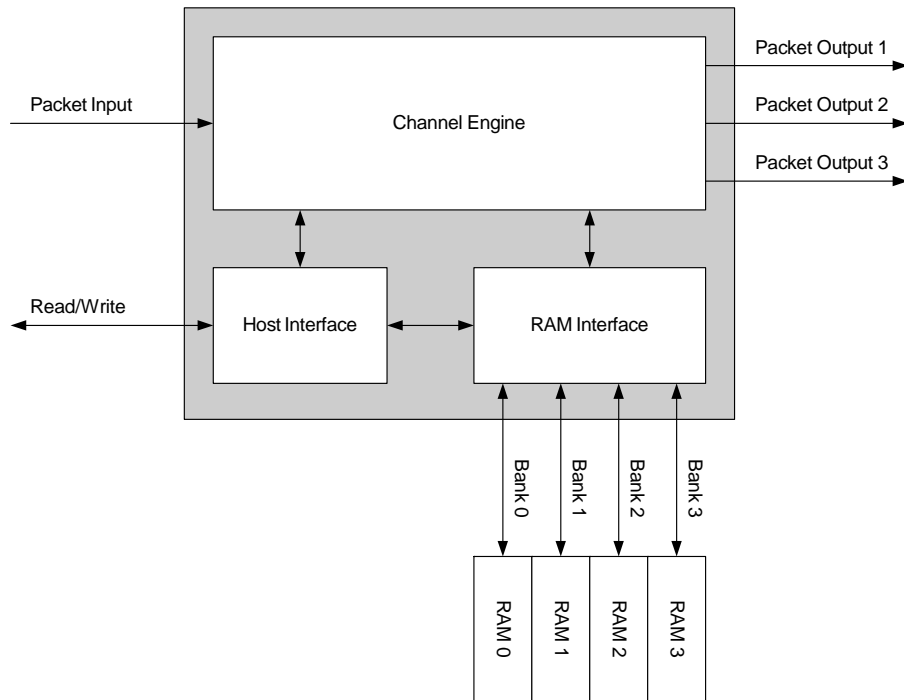 Packet Output 1
Packet Input
Channel Engine
Packet Output 2
Packet Output 3
Read/Write
Host Interface
RAM Interface
Bank 0
Bank 1
Bank 2
Bank 3
RAM 0
RAM 1
RAM 2
RAM 3